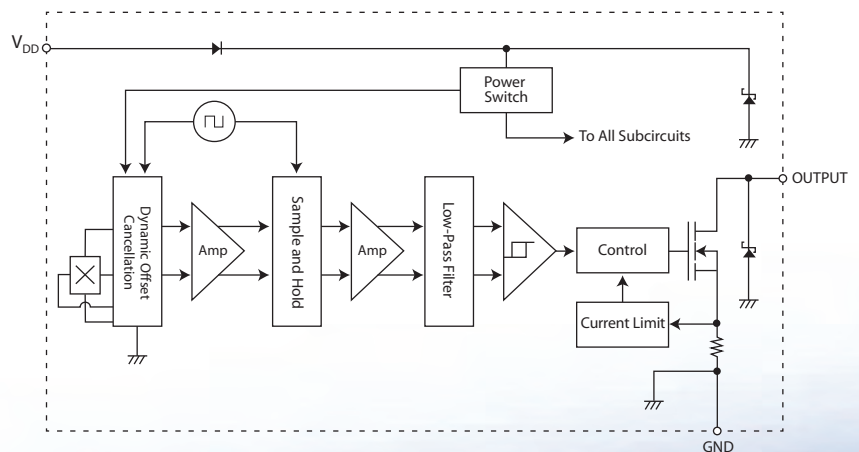 V_DD
Power
Switch
To All Subcircuits
OUTPUT
Dynamic Offset
Cancellation
Amp
Sample and Hold
Amp
Low-Pass Filter
Control
Current Limit
GND